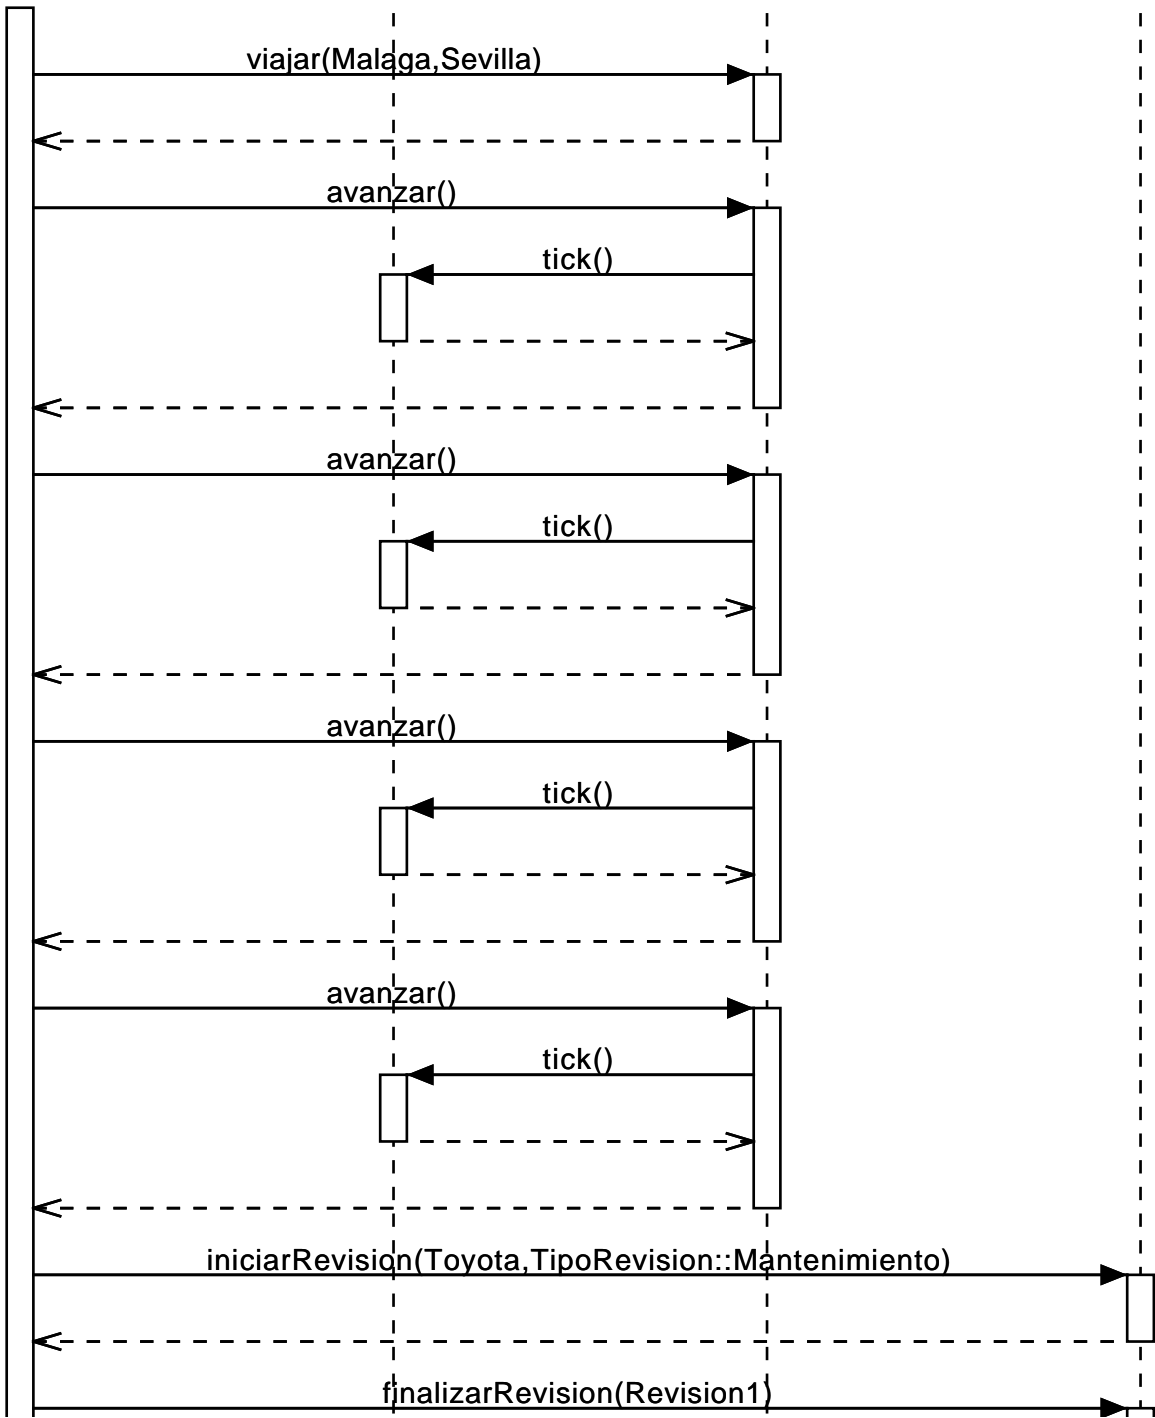 viajar(Malaga,Sevilla)
avanzar()
tick()
avanzar()
tick()
avanzar()
tick()
avanzar()
tick()
iniciarRevision(Toyota,TipoRevision::Mantenimiento)
finalizarRevision(Revision1)